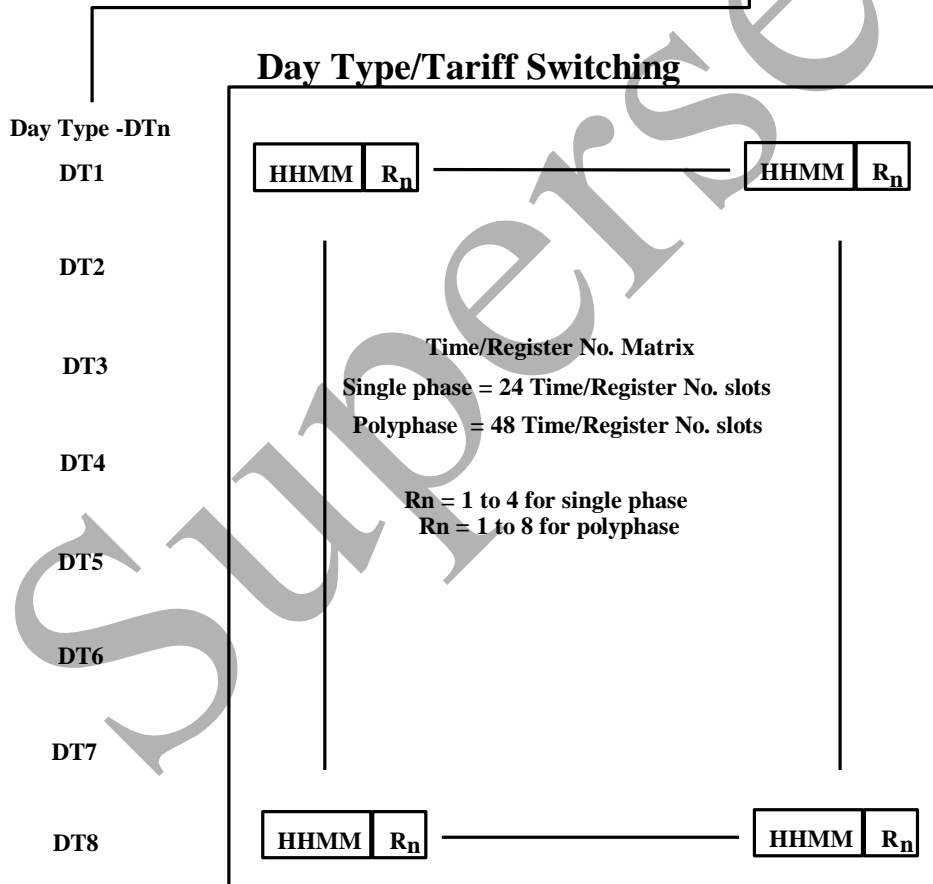 Day Type/Tariff Switching
Day Type -DTn
DT1
HHMM Rn HHMM Rn
DT2
DT3
Time/Register No. Matrix
Single phase = 24 Time/Register No. slots
Polyphase = 48 Time/Register No. slots
DT4
Rn = 1 to 4 for single phase
Rn = 1 to 8 for polyphase
DT5
DT6
DT7
DT8
HHMM Rn HHMM Rn
Superse